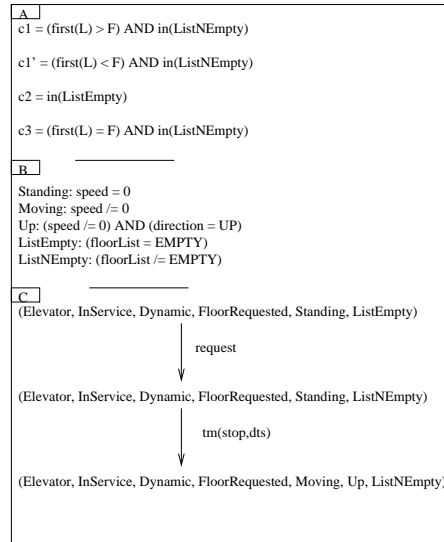 A
c1 = (first(L) > F) AND in(ListNEmpty)
c1' = (first(L) < F) AND in(ListNEmpty)
c2 = in(ListEmpty)
c3 = (first(L) = F) AND in(ListNEmpty)
B
Standing: speed = 0
Moving: speed /= 0
Up: (speed /= 0) AND (direction = UP)
ListEmpty: (floorList = EMPTY)
ListNEmpty: (floorList /= EMPTY)
C
(Elevator, InService, Dynamic, FloorRequested, Standing, ListEmpty)
request
(Elevator, InService, Dynamic, FloorRequested, Standing, ListNEmpty)
tm(stop,dts)
(Elevator, InService, Dynamic, FloorRequested, Moving, Up, ListNEmpty)